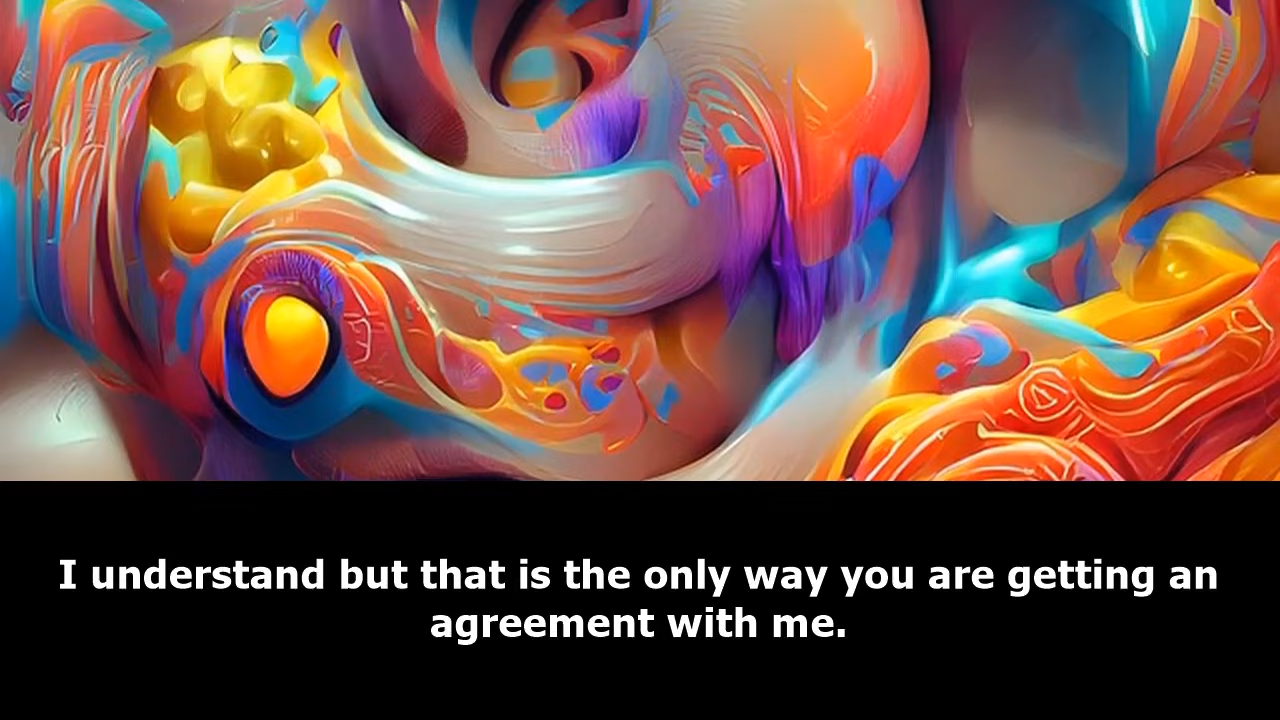 I understand but that is the only way you are getting an
agreement with me.